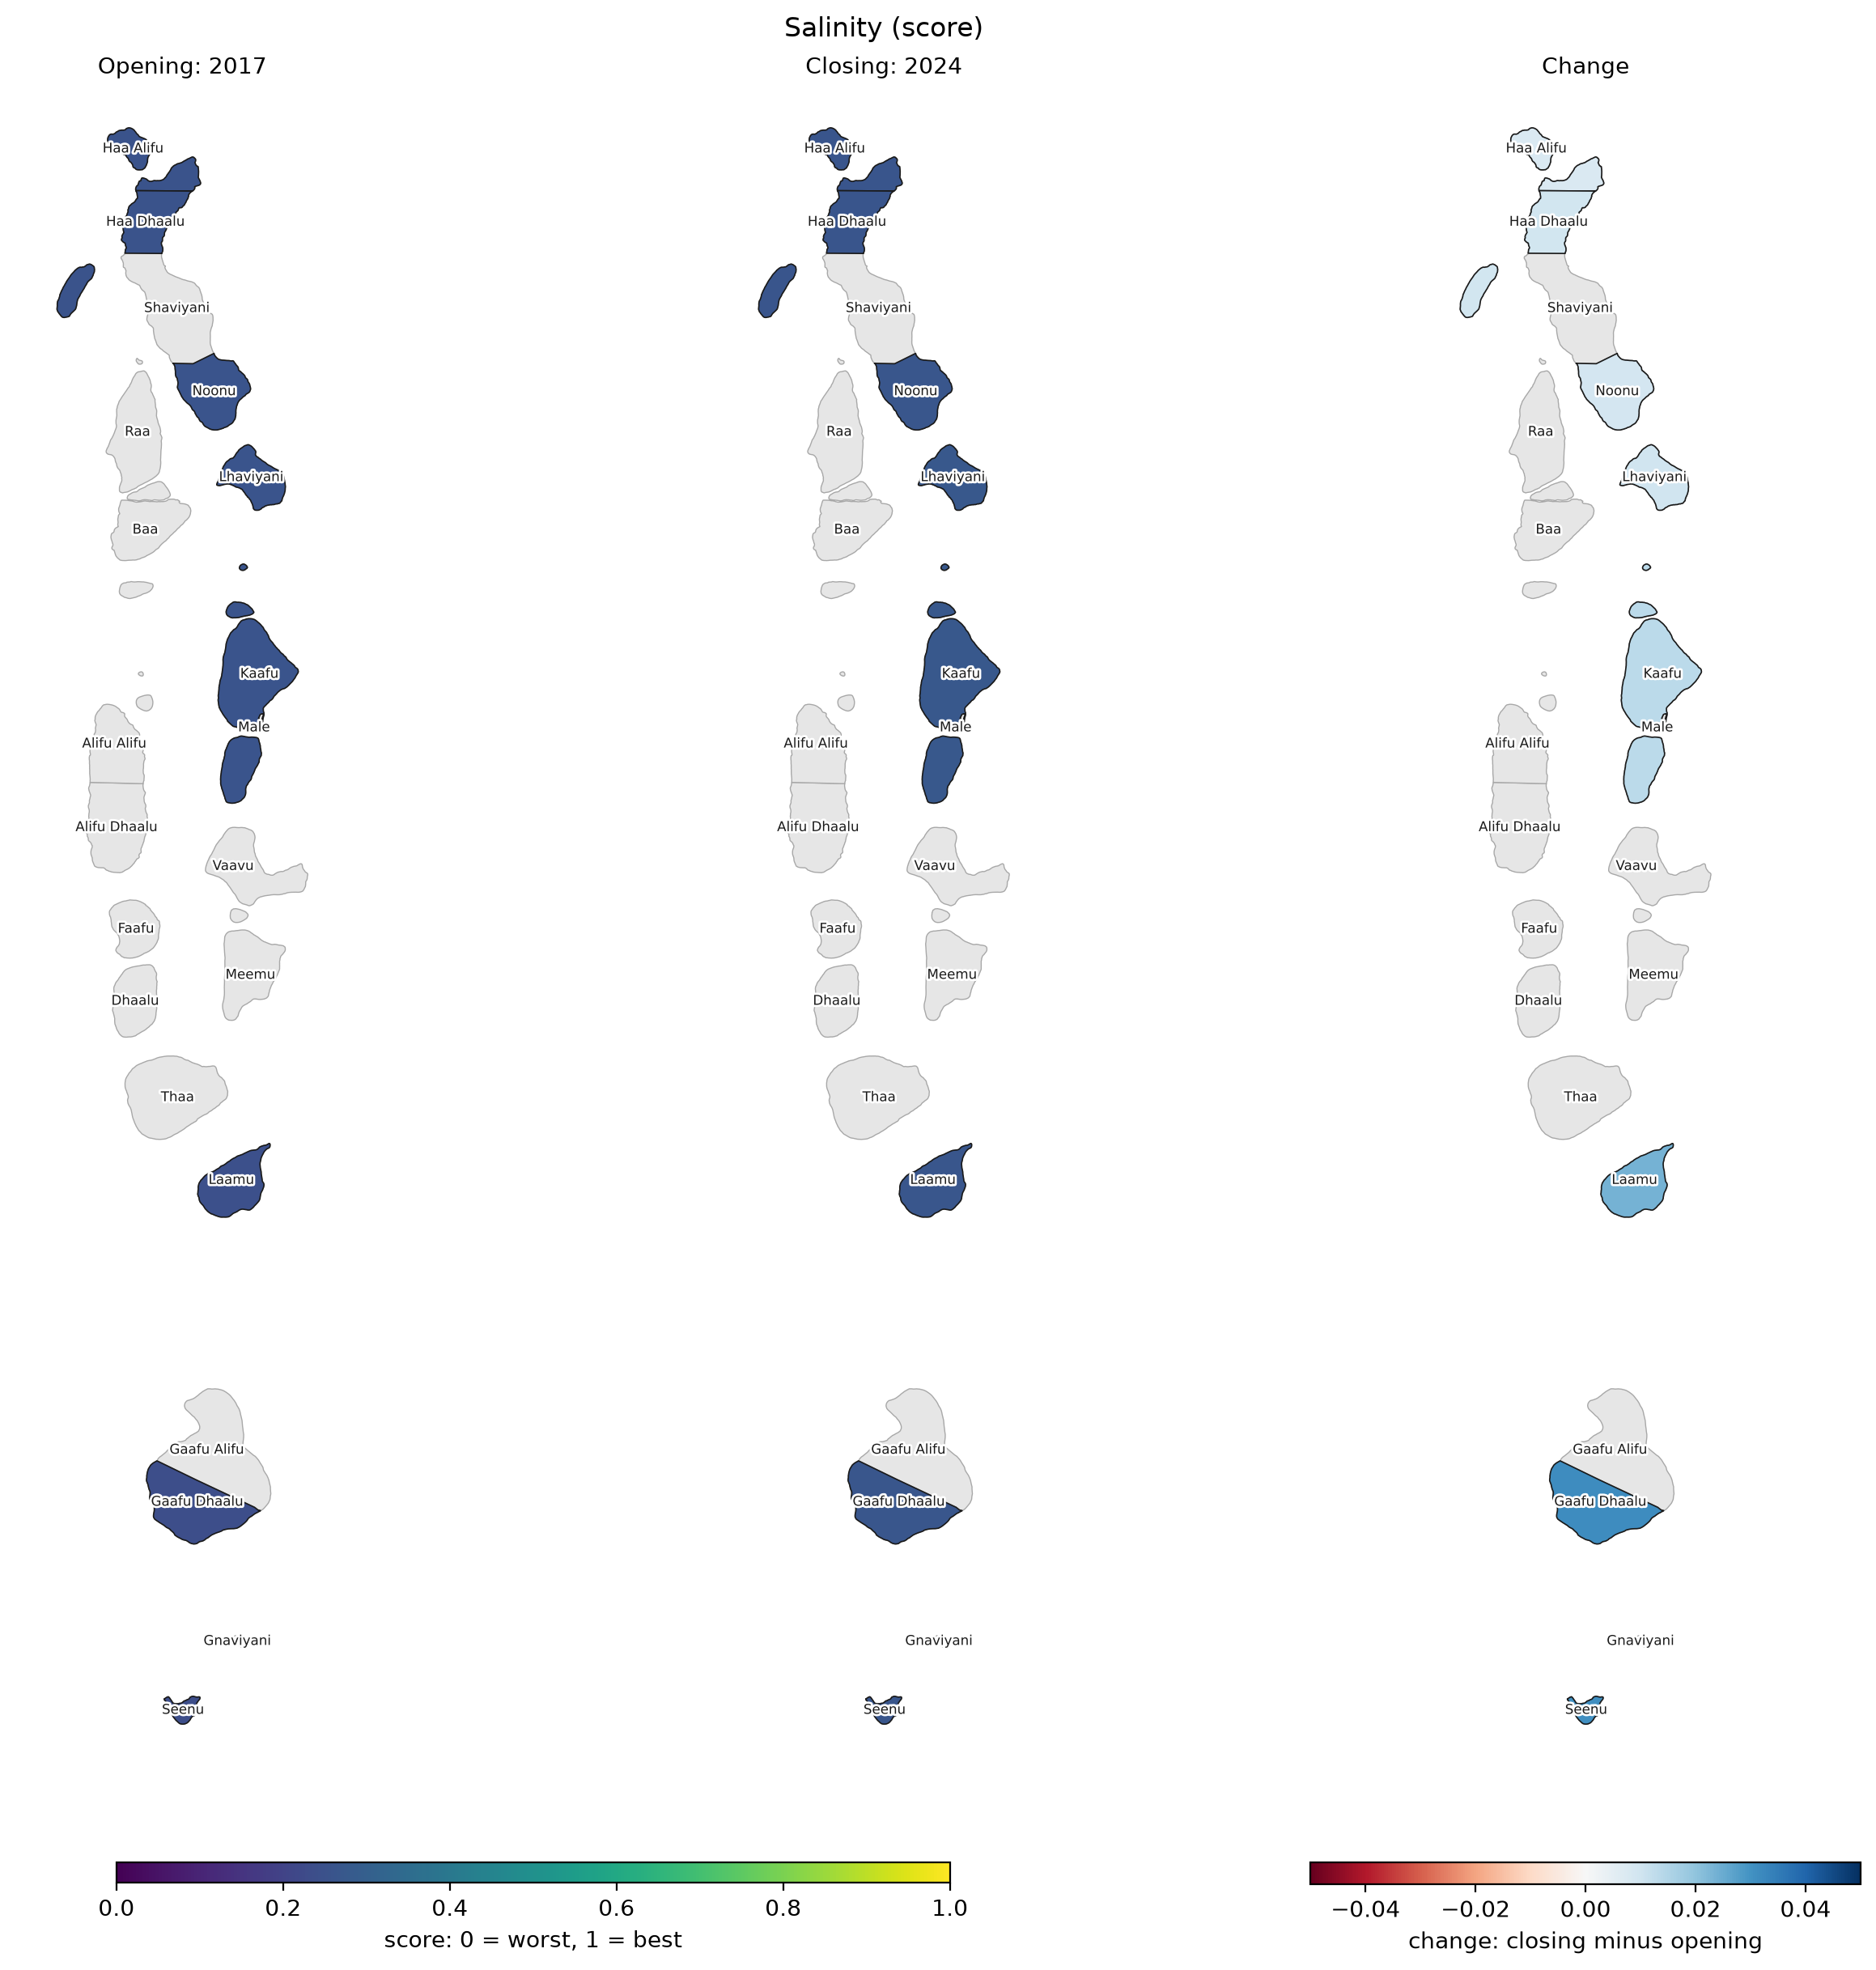 Salinity (score)
Opening: 2017
Haa Alifu
Haa Dhaalu
Shaviyani
Noonu
Raa
Lhaviyani
Baa
Kaafu
Male
Alifu Alifu
Alifu Dhaalu
Vaavu
Faafu
Meemu
Dhaalu
Thaa
Laamu
Gaafu Alifu
Gaafu Dhaalu
Gnaviyani
Seenu
Closing: 2024
Haa Alifu
Haa Dhaalu
Shaviyani
Noonu
Raa
Lhaviyani
Baa
Kaafu
Male
Alifu Alifu
Alifu Dhaalu
Vaavu
Faafu
Meemu
Dhaalu
Thaa
Laamu
Gaafu Alifu
Gaafu Dhaalu
Gnaviyani
Seenu
Change
Haa Alifu
Haa Dhaalu
Shaviyani
Noonu
Raa
Lhaviyani
Baa
Kaafu
Male
Alifu Alifu
Alifu Dhaalu
Vaavu
Faafu
Meemu
Dhaalu
Thaa
Laamu
Gaafu Alifu
Gaafu Dhaalu
Gnaviyani
Seenu
0.0 0.2 0.4 0.6 0.8 1.0
score: 0 = worst, 1 = best
−0.04 −0.02 0.00 0.02 0.04
change: closing minus opening